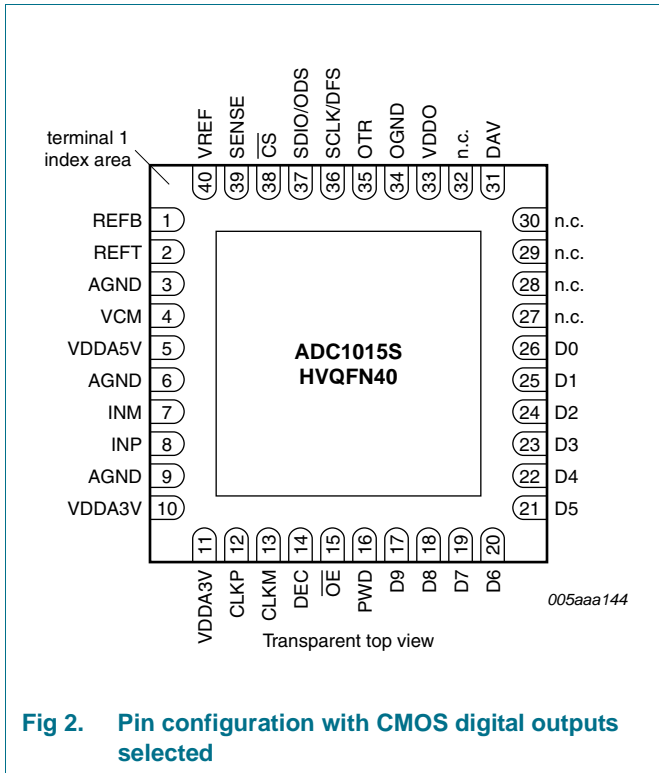 terminal 1
index area
VREF
SENSE
C̅S̅
SDIO/ODS
SCLK/DFS
OTR
OGND
VDDO
n.c.
DAV
40
39
38
37
36
35
34
33
32
31
REFB 1
REFT 2
AGND 3
VCM 4
VDDA5V 5
AGND 6
INM 7
INP 8
AGND 9
VDDA3V 10
ADC1015S
HVQFN40
30 n.c.
29 n.c.
28 n.c.
27 n.c.
26 D0
25 D1
24 D2
23 D3
22 D4
21 D5
11
12
13
14
15
16
17
18
19
20
VDDA3V
CLKP
CLKM
DEC
O̅E̅
PWD
D9
D8
D7
D6
005aaa144
Transparent top view
Fig 2. Pin configuration with CMOS digital outputs
selected